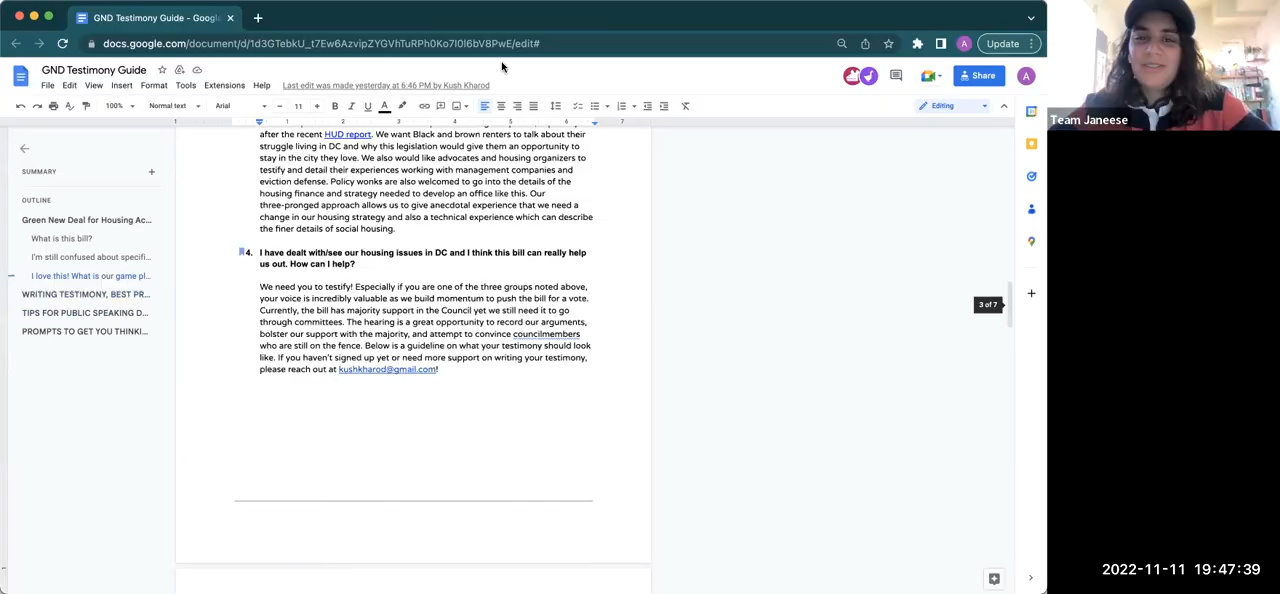 GND Testimony Guide - Goog
docs.google.com/document/d/1d3GTebkU_t7Ew6AzvipZYGVhTuRPh0Ko7I0l6bV8PwE/edit#
A
Update
GND Testimony Guide
File Edit View Insert Format Tools Extensions Help Last edit was made yesterday at 6:46 PM by Kush Kharod
Share
A
100% Normal text Arial 11 B I U A Editing
1 1 2 3 4 5 6 7
after the recent HUD report. We want Black and brown renters to talk about their
struggle living in DC and why this legislation would give them an opportunity to
stay in the city they love. We also would like advocates and housing organizers to
testify and detail their experiences working with management companies and
eviction defense. Policy wonks are also welcomed to go into the details of the
housing finance and strategy needed to develop an office like this. Our
three-pronged approach allows us to give anecdotal experience that we need a
change in our housing strategy and also a technical experience which can describe
the finer details of social housing.
4. I have dealt with/see our housing issues in DC and I think this bill can really help
us out. How can I help?
We need you to testify! Especially if you are one of the three groups noted above,
your voice is incredibly valuable as we build momentum to push the bill for a vote.
Currently, the bill has majority support in the Council yet we still need it to go
through committees. The hearing is a great opportunity to record our arguments,
bolster our support with the majority, and attempt to convince councilmembers
who are still on the fence. Below is a guideline on what your testimony should look
like. If you haven't signed up yet or need more support on writing your testimony,
please reach out at kushkharod@gmail.com!
SUMMARY
OUTLINE
Green New Deal for Housing Ac...
What is this bill?
I'm still confused about specifi...
I love this! What is our game pl...
WRITING TESTIMONY, BEST PR...
TIPS FOR PUBLIC SPEAKING D...
PROMPTS TO GET YOU THINKI...
3 of 7
Team Janeese
2022-11-11 19:47:39